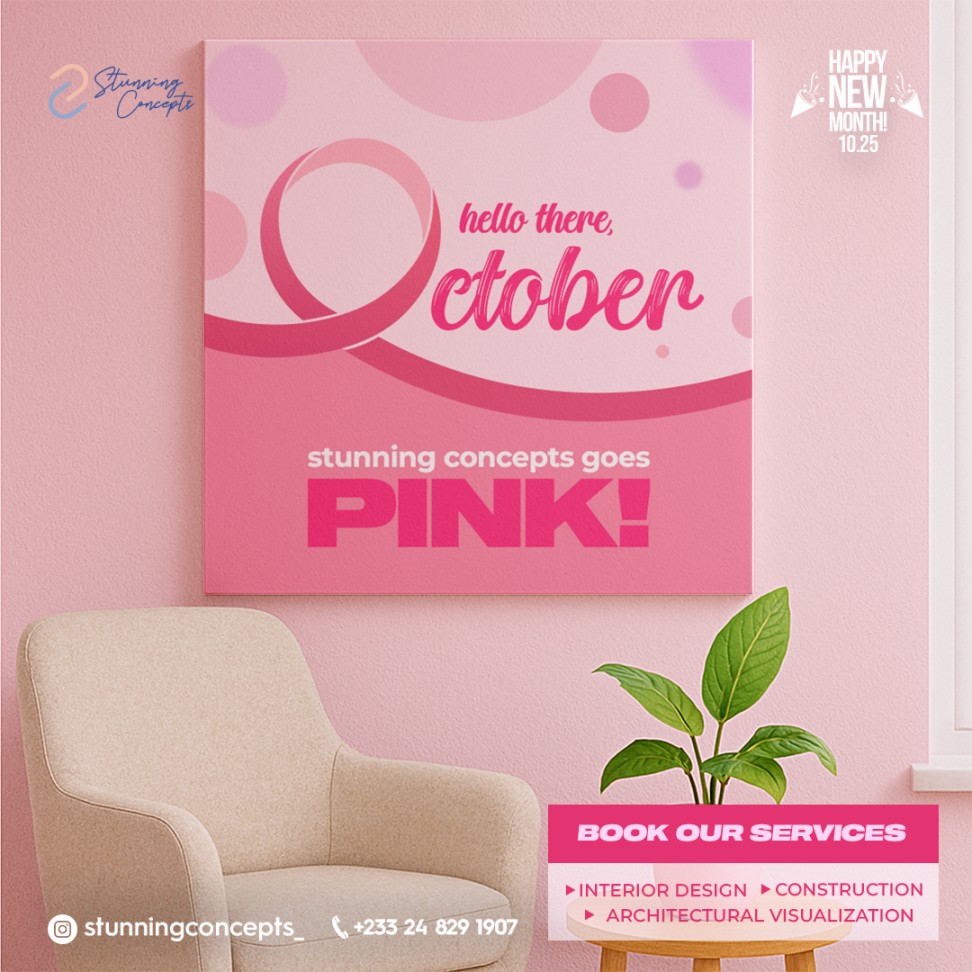 Stunning
Concepts
HAPPY
NEW
MONTH!
10.25
hello there,
October
stunning concepts goes
PINK!
BOOK OUR SERVICES
INTERIOR DESIGN
CONSTRUCTION
ARCHITECTURAL VISUALIZATION
stunningconcepts_
+233 24 829 1907